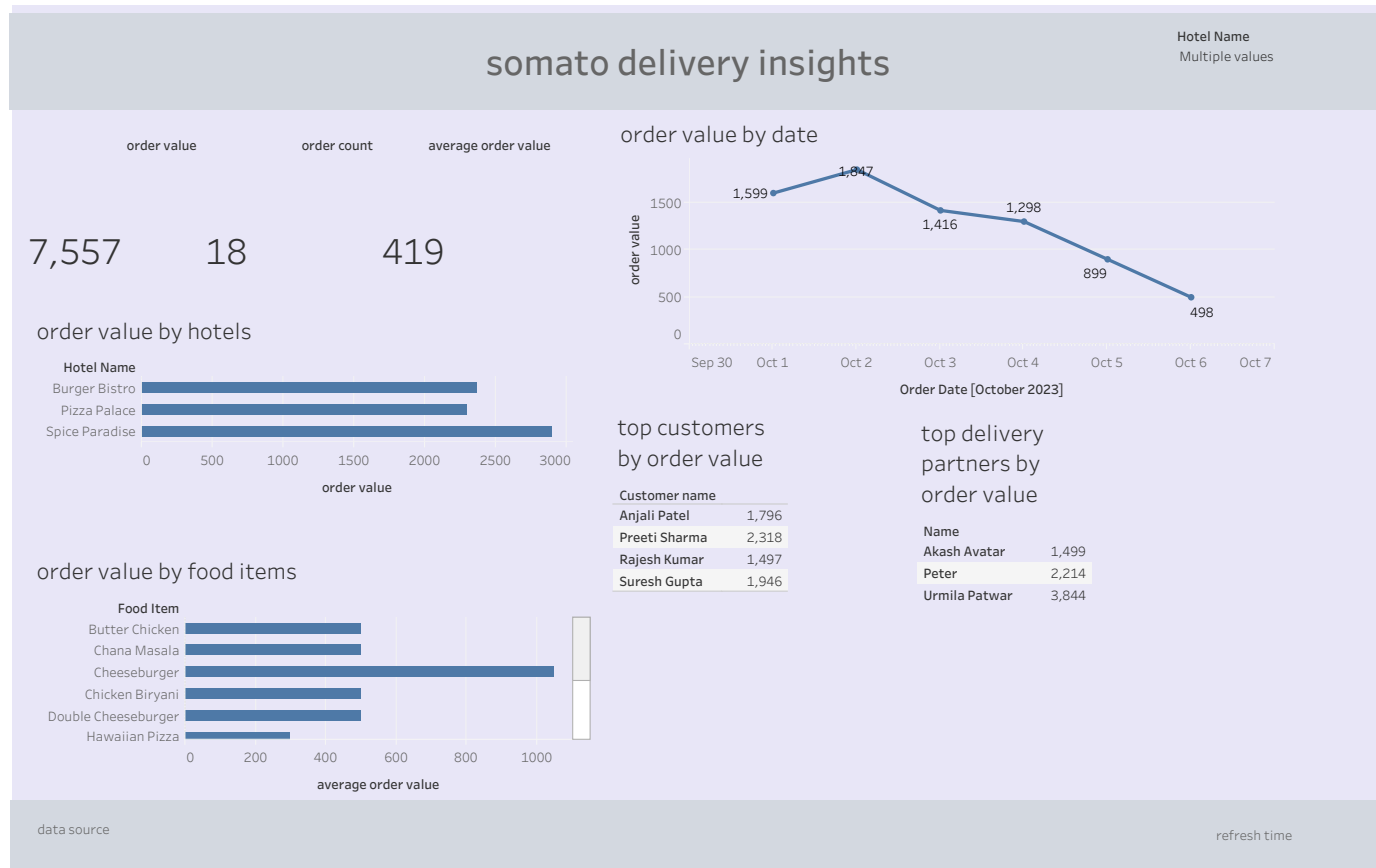 somato delivery insights
Hotel Name
Multiple values
order value order count average order value
7,557 18 419
order value by hotels
Hotel Name
Burger Bistro
Pizza Palace
Spice Paradise
0 500 1000 1500 2000 2500 3000
order value
order value by food items
Food Item
Butter Chicken
Chana Masala
Cheeseburger
Chicken Biryani
Double Cheeseburger
Hawaiian Pizza
0 200 400 600 800 1000
average order value
order value by date
order value
1500
1000
500
0
1,599
1,847
1,416
1,298
899
498
Sep 30 Oct 1 Oct 2 Oct 3 Oct 4 Oct 5 Oct 6 Oct 7
Order Date [October 2023]
top customers
by order value
Customer name
Anjali Patel 1,796
Preeti Sharma 2,318
Rajesh Kumar 1,497
Suresh Gupta 1,946
top delivery
partners by
order value
Name
Akash Avatar 1,499
Peter 2,214
Urmila Patwar 3,844
data source
refresh time